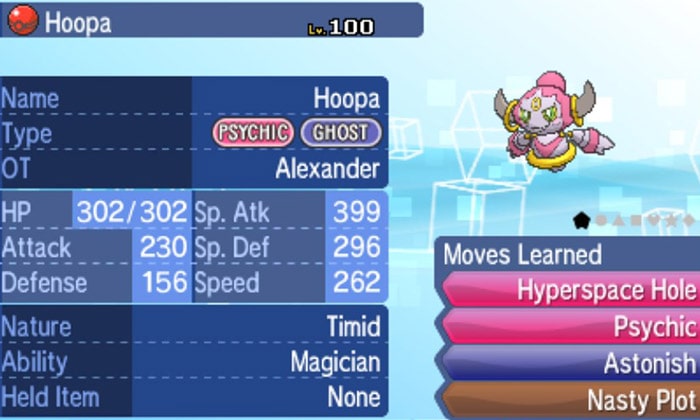 Hoopa Lv.100
Name Hoopa
Type PSYCHIC GHOST
OT Alexander
HP 302/302 Sp. Atk 399
Attack 230 Sp. Def 296
Defense 156 Speed 262
Nature Timid
Ability Magician
Held Item None
Moves Learned
Hyperspace Hole
Psychic
Astonish
Nasty Plot